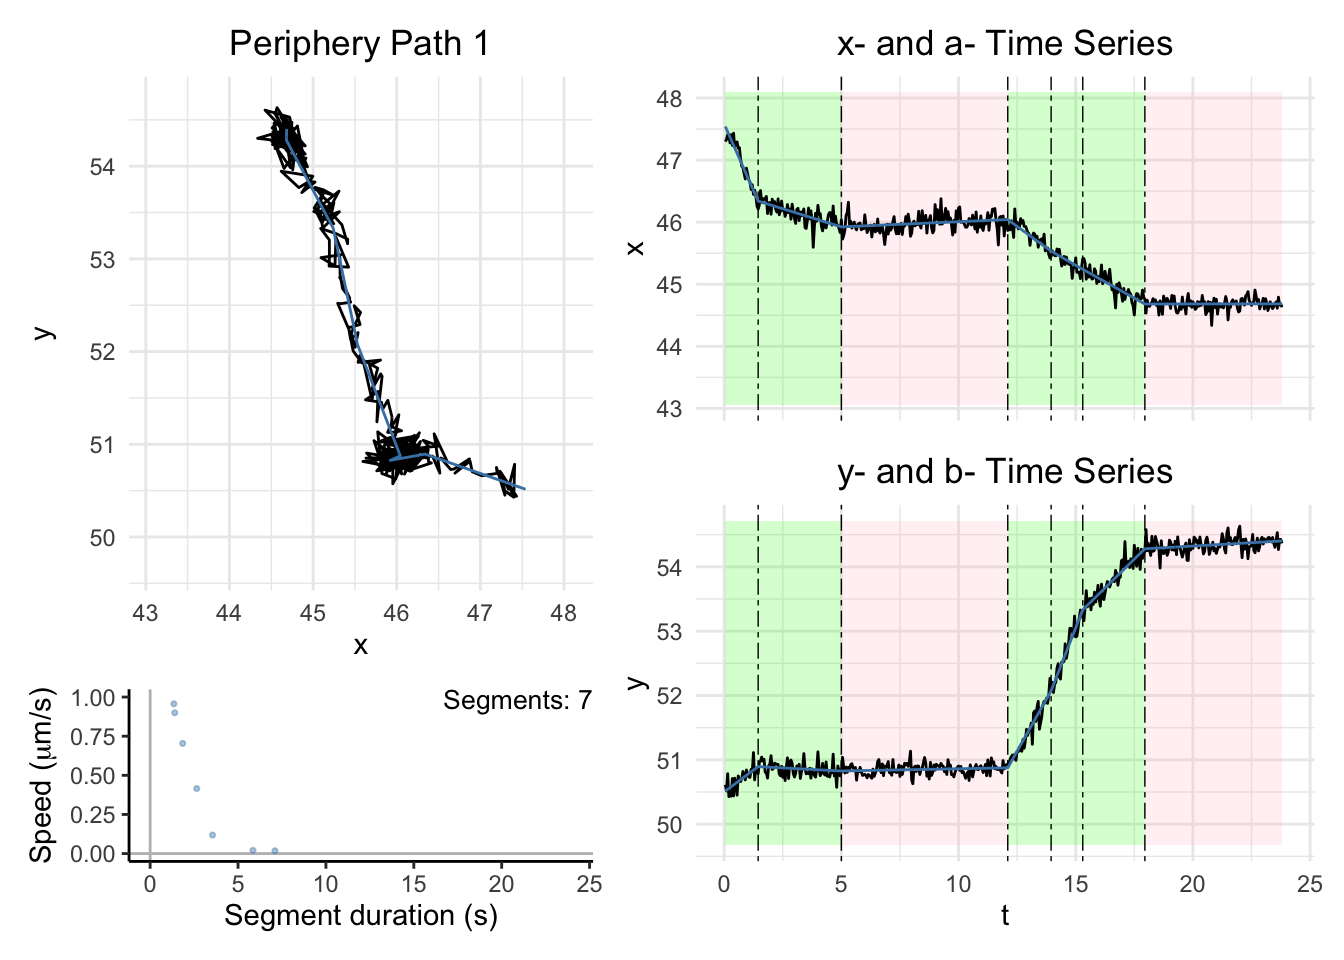 Periphery Path 1
54
53
52
51
50
y
43 44 45 46 47 48
x
Segments: 7
1.00
0.75
0.50
0.25
0.00
Speed (μm/s)
0 5 10 15 20 25
Segment duration (s)
x- and a- Time Series
48
47
46
45
44
43
x
y- and b- Time Series
54
53
52
51
50
y
0 5 10 15 20 25
t